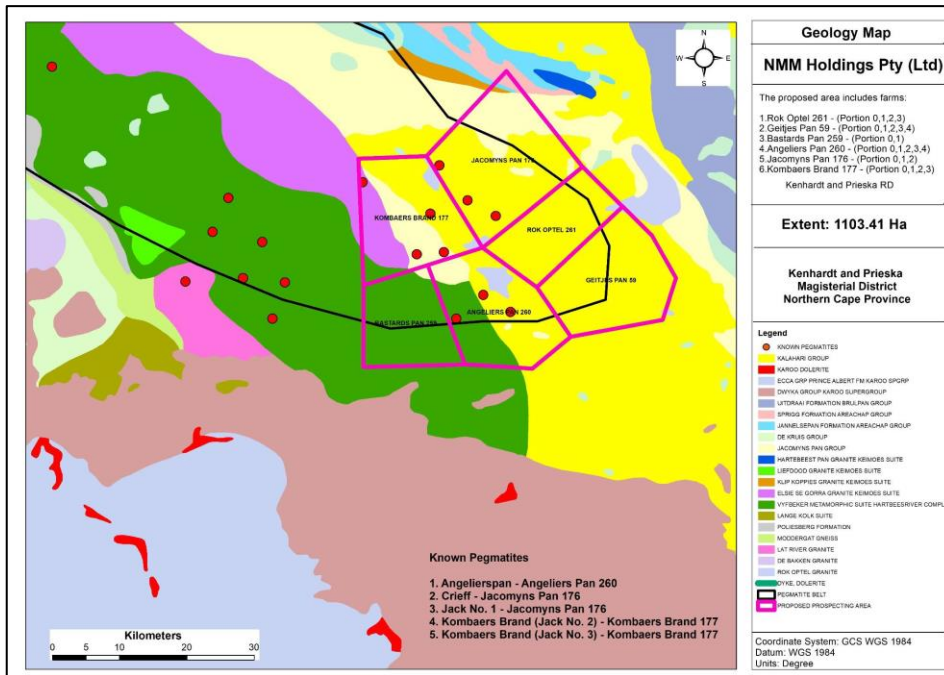 N
W E
S
JACOMYNS PAN 176
KOMBAERS BRAND 177
ROK OPTEL 261
GEITJIES PAN 59
ANGELIERS PAN 260
BASTARDS PAN 259
Known Pegmatites
1. Angelierspan - Angeliers Pan 260
2. Crieff - Jacomyns Pan 176
3. Jack No. 1 - Jacomyns Pan 176
4. Kombaers Brand (Jack No. 2) - Kombaers Brand 177
5. Kombaers Brand (Jack No. 3) - Kombaers Brand 177
Kilometers
0 5 10 20 30
Geology Map
NMM Holdings Pty (Ltd)
The proposed area includes farms:
1.Rok Optel 261 - (Portion 0,1,2,3)
2.Geitjes Pan 59 - (Portion 0,1,2,3,4)
3.Bastards Pan 259 - (Portion 0,1)
4.Angeliers Pan 260 - (Portion 0,1,2,3,4)
5.Jacomyns Pan 176 - (Portion 0,1,2)
6.Kombaers Brand 177 - (Portion 0,1,2,3)
Kenhardt and Prieska RD
Extent: 1103.41 Ha
Kenhardt and Prieska
Magisterial District
Northern Cape Province
Legend
KNOWN PEGMATITES
KALAHARI GROUP
KAROO DOLERITE
ECCA GRP PRINCE ALBERT FM KAROO SPGRP
DWYKA GROUP KAROO SUPERGROUP
UITDRAAI FORMATION BRULPAN GROUP
SPRIGG FORMATION AREACHAP GROUP
JANNELSEPAN FORMATION AREACHAP GROUP
DE KRUIS GROUP
JACOMYNS PAN GROUP
HARTEBEEST PAN GRANITE KEIMOES SUITE
LIEFDOOD GRANITE KEIMOES SUITE
KLIP KOPPIES GRANITE KEIMOES SUITE
ELSIE SE GORRA GRANITE KEIMOES SUITE
VYFBEKER METAMORPHIC SUITE HARTBEESRIVER COMPL
LANGE KOLK SUITE
POLIESBERG FORMATION
MODDERGAT GNEISS
LAT RIVER GRANITE
DE BAKKEN GRANITE
ROK OPTEL GRANITE
DYKE, DOLERITE
PEGMATITE BELT
PROPOSED PROSPECTING AREA
Coordinate System: GCS WGS 1984
Datum: WGS 1984
Units: Degree